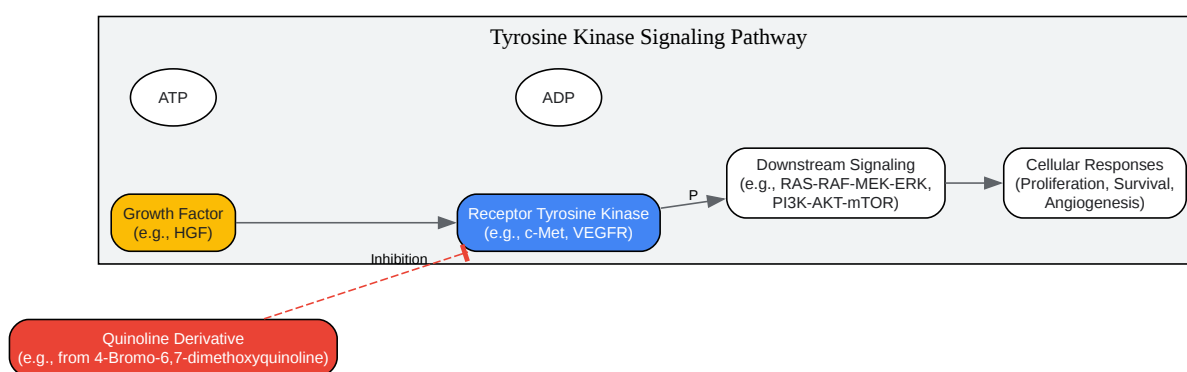 Tyrosine Kinase Signaling Pathway
ATP
ADP
Growth Factor
(e.g., HGF)
Receptor Tyrosine Kinase
(e.g., c-Met, VEGFR)
P
Downstream Signaling
(e.g., RAS-RAF-MEK-ERK,
PI3K-AKT-mTOR)
Cellular Responses
(Proliferation, Survival,
Angiogenesis)
Inhibition
Quinoline Derivative
(e.g., from 4-Bromo-6,7-dimethoxyquinoline)